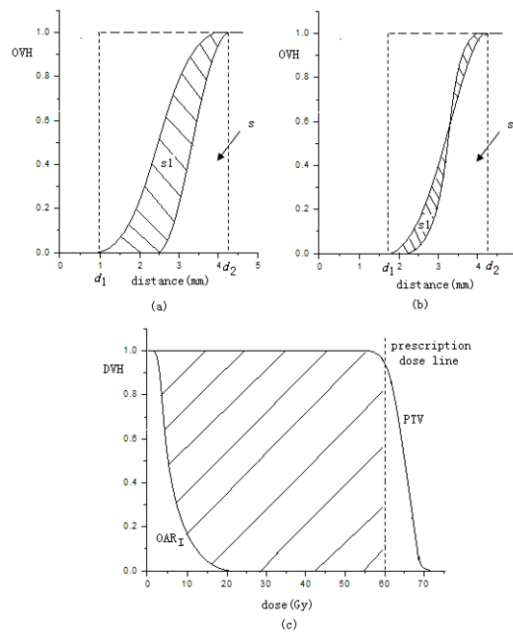 OVH
1.0
0.8
0.6
0.4
0.2
0.0
s1
s
0
d1
2
3
4
d2
5
distance(mm)
(a)
OVH
1.0
0.8
0.6
0.4
0.2
0.0
s1
s
0
1
d1
2
3
4
d2
distance(mm)
(b)
DVH
1.0
0.8
0.6
0.4
0.2
0.0
prescription
dose line
PTV
OARI
0
10
20
30
40
50
60
70
dose(Gy)
(c)